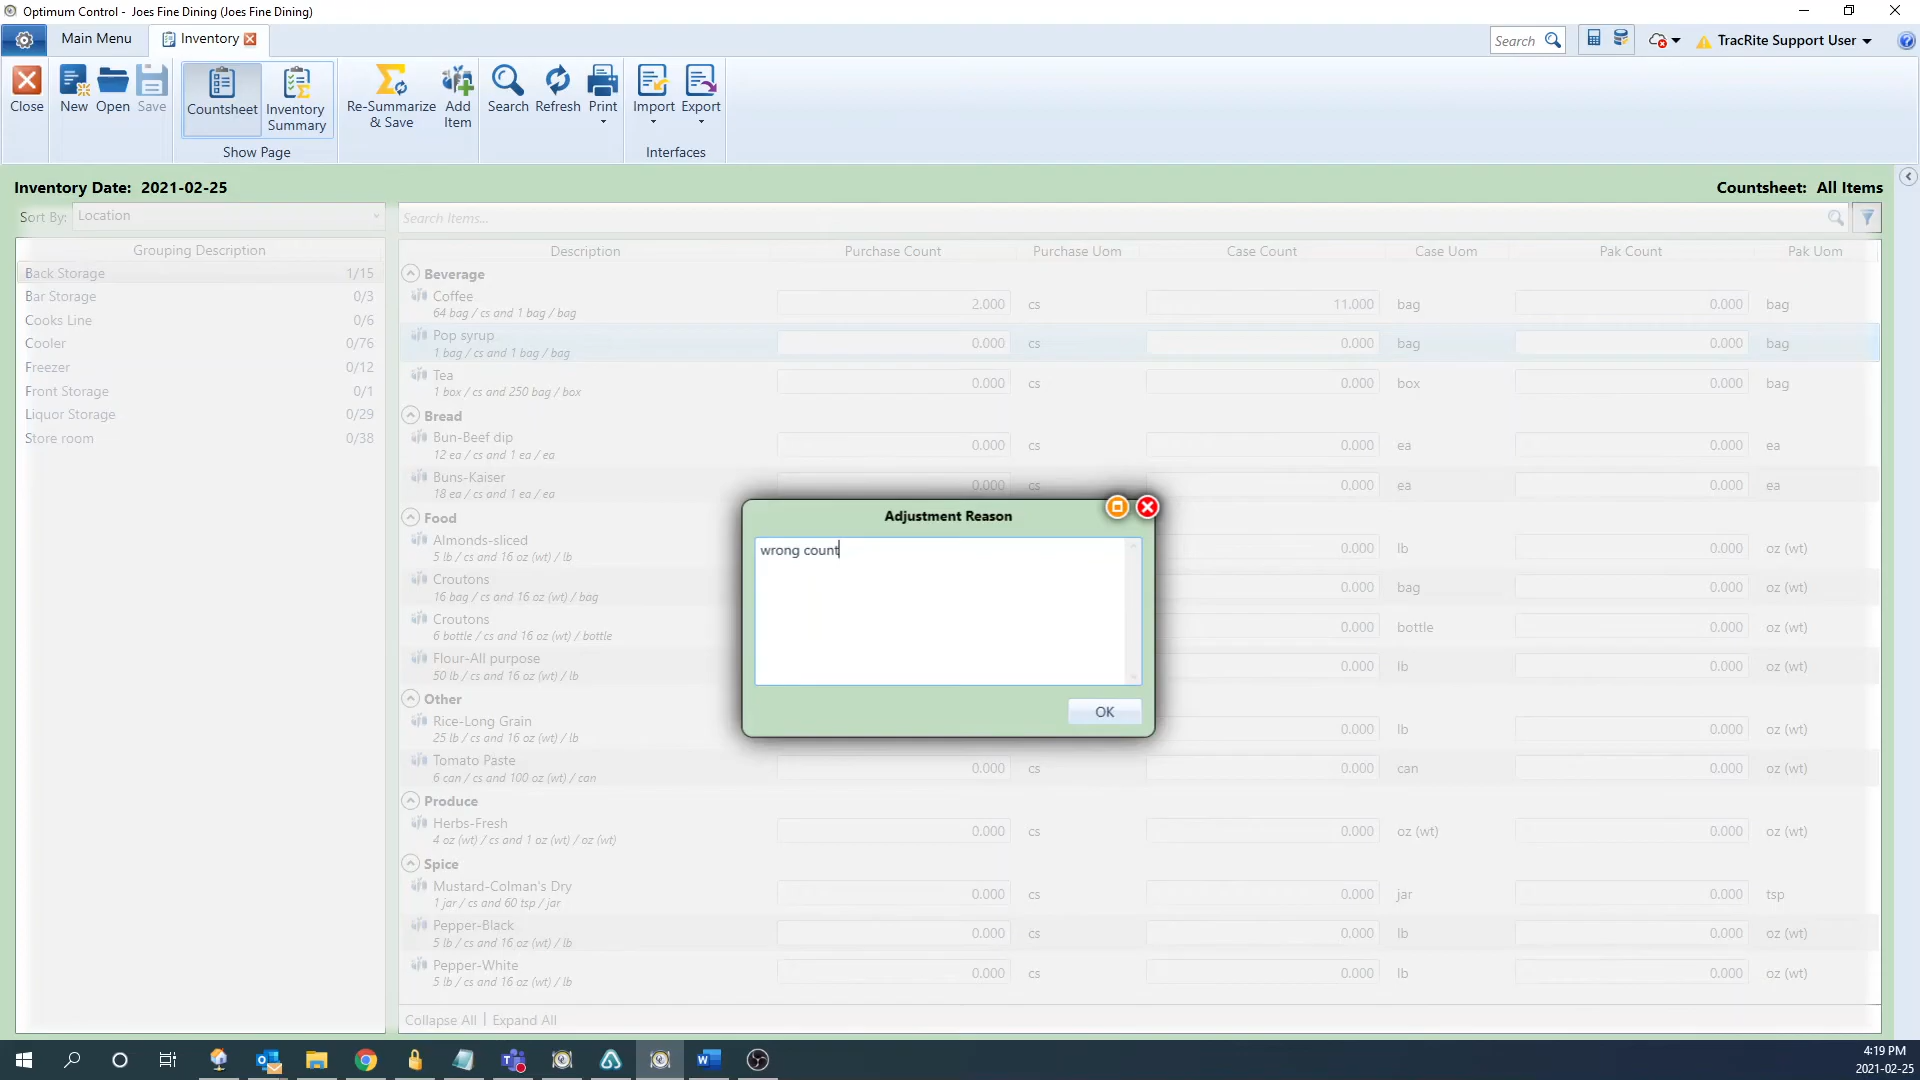 Optimum Control - Joes Fine Dining (Joes Fine Dining)
Main Menu
Inventory
Search
TracRite Support User
Close
New
Open
Save
Countsheet
Inventory
Summary
Show Page
Re-Summarize
& Save
Add
Item
Search
Refresh
Print
Import
Export
Interfaces
Inventory Date: 2021-02-25
Countsheet: All Items
Sort By: Location
Search Items...
Grouping Description
Back Storage 1/15
Bar Storage 0/3
Cooks Line 0/6
Cooler 0/76
Freezer 0/12
Front Storage 0/1
Liquor Storage 0/29
Store room 0/38
Description Purchase Count Purchase Uom Case Count Case Uom Pak Count Pak Uom
Beverage
Coffee
64 bag / cs and 1 bag / bag
2.000 cs 11.000 bag 0.000 bag
Pop syrup
1 bag / cs and 1 bag / bag
0.000 cs 0.000 bag 0.000 bag
Tea
1 box / cs and 250 bag / box
0.000 cs 0.000 box 0.000 bag
Bread
Bun-Beef dip
12 ea / cs and 1 ea / ea
0.000 cs 0.000 ea 0.000 ea
Buns-Kaiser
18 ea / cs and 1 ea / ea
0.000 cs 0.000 ea 0.000 ea
Food
Almonds-sliced
5 lb / cs and 16 oz (wt) / lb
0.000 lb 0.000 oz (wt)
Croutons
16 bag / cs and 16 oz (wt) / bag
0.000 bag 0.000 oz (wt)
Croutons
6 bottle / cs and 16 oz (wt) / bottle
0.000 bottle 0.000 oz (wt)
Flour-All purpose
50 lb / cs and 16 oz (wt) / lb
0.000 lb 0.000 oz (wt)
Other
Rice-Long Grain
25 lb / cs and 16 oz (wt) / lb
0.000 lb 0.000 oz (wt)
Tomato Paste
6 can / cs and 100 oz (wt) / can
0.000 cs 0.000 can 0.000 oz (wt)
Produce
Herbs-Fresh
4 oz (wt) / cs and 1 oz (wt) / oz (wt)
0.000 cs 0.000 oz (wt) 0.000 oz (wt)
Spice
Mustard-Colman's Dry
1 jar / cs and 60 tsp / jar
0.000 cs 0.000 jar 0.000 tsp
Pepper-Black
5 lb / cs and 16 oz (wt) / lb
0.000 cs 0.000 lb 0.000 oz (wt)
Pepper-White
5 lb / cs and 16 oz (wt) / lb
0.000 cs 0.000 lb 0.000 oz (wt)
Collapse All | Expand All
Adjustment Reason
wrong count
OK
4:19 PM
2021-02-25